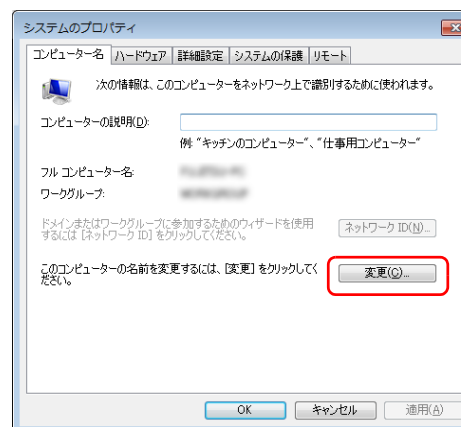 システムのプロパティ
コンピューター名 ハードウェア 詳細設定 システムの保護 リモート
次の情報は、このコンピューターをネットワーク上で識別するために使われます。
コンピューターの説明(D):
例: "キッチンのコンピューター"、"仕事用コンピューター"
フル コンピューター名:
ワークグループ:
ドメインまたはワークグループに参加するためのウィザードを使用
するには [ネットワーク ID] をクリックしてください。
ネットワーク ID(N)...
このコンピューターの名前を変更するには、[変更] をクリックしてく
ださい。
変更(C)...
OK キャンセル 適用(A)